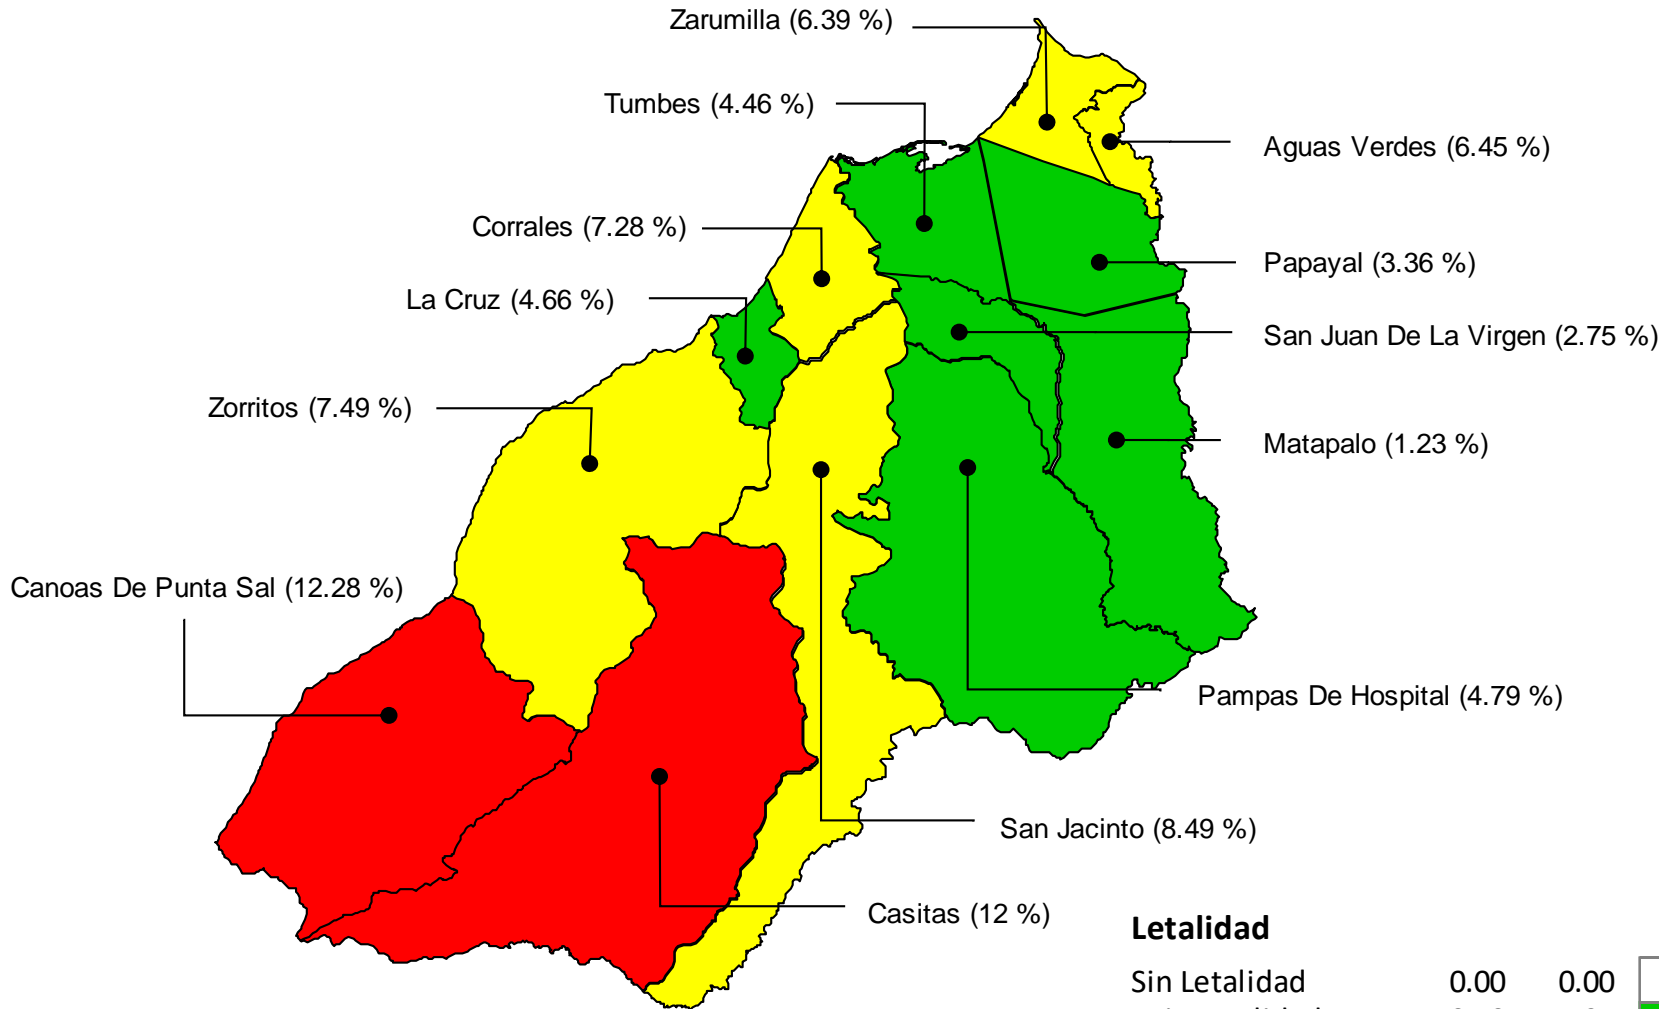 Zarumilla (6.39 %)
Tumbes (4.46 %)
Aguas Verdes (6.45 %)
Corrales (7.28 %)
Papayal (3.36 %)
La Cruz (4.66 %)
San Juan De La Virgen (2.75 %)
Zorritos (7.49 %)
Matapalo (1.23 %)
Canoas De Punta Sal (12.28 %)
Pampas De Hospital (4.79 %)
San Jacinto (8.49 %)
Casitas (12 %)
Letalidad
Sin Letalidad 0.00 0.00